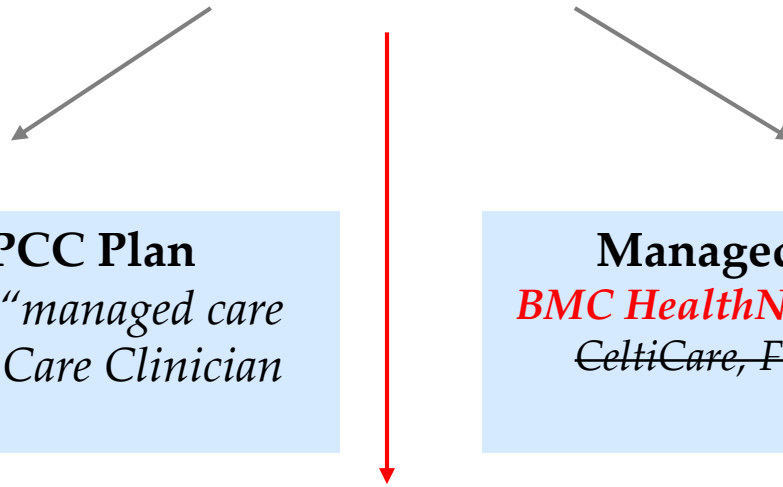 PCC Plan
“managed care
Care Clinician
Managed
BMC HealthN
CeltiCare, F